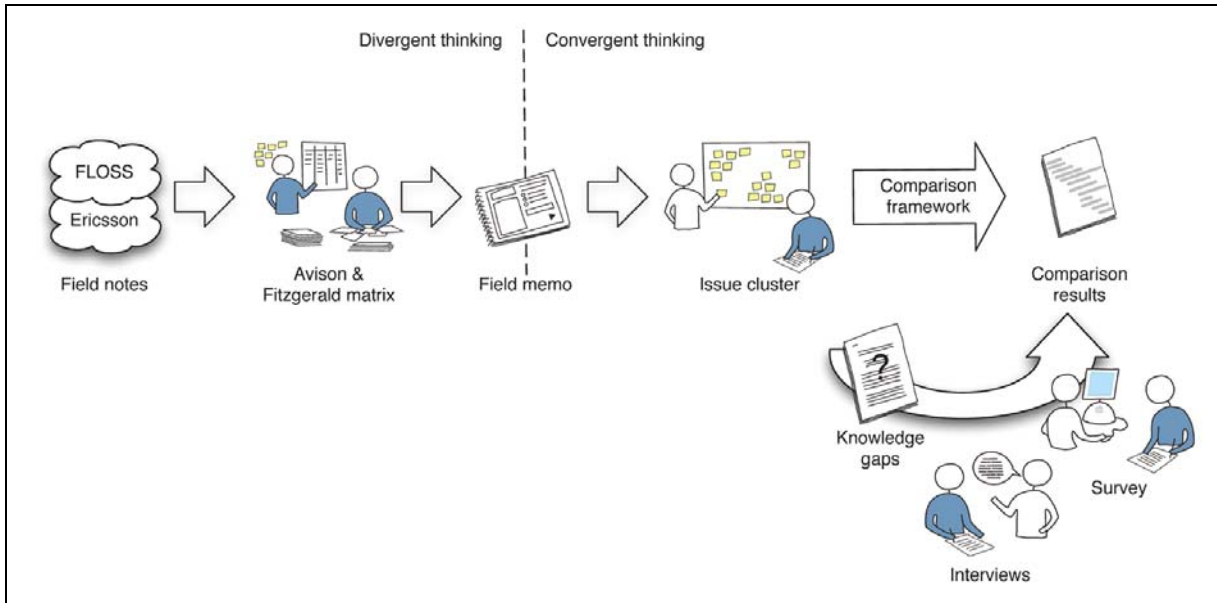 Divergent thinking
Convergent thinking
FLOSS
Ericsson
Field notes
Avison &
Fitzgerald matrix
Field memo
Issue cluster
Comparison
framework
Comparison
results
?
Knowledge
gaps
Survey
Interviews